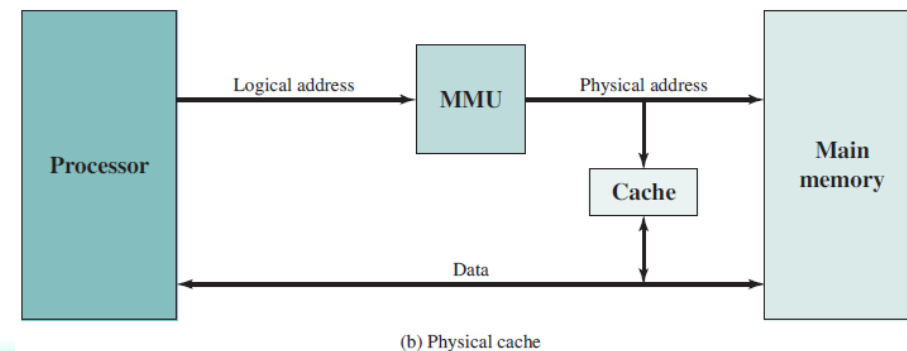 Logical address
MMU
Physical address
Processor
Main
memory
Cache
Data
(b) Physical cache